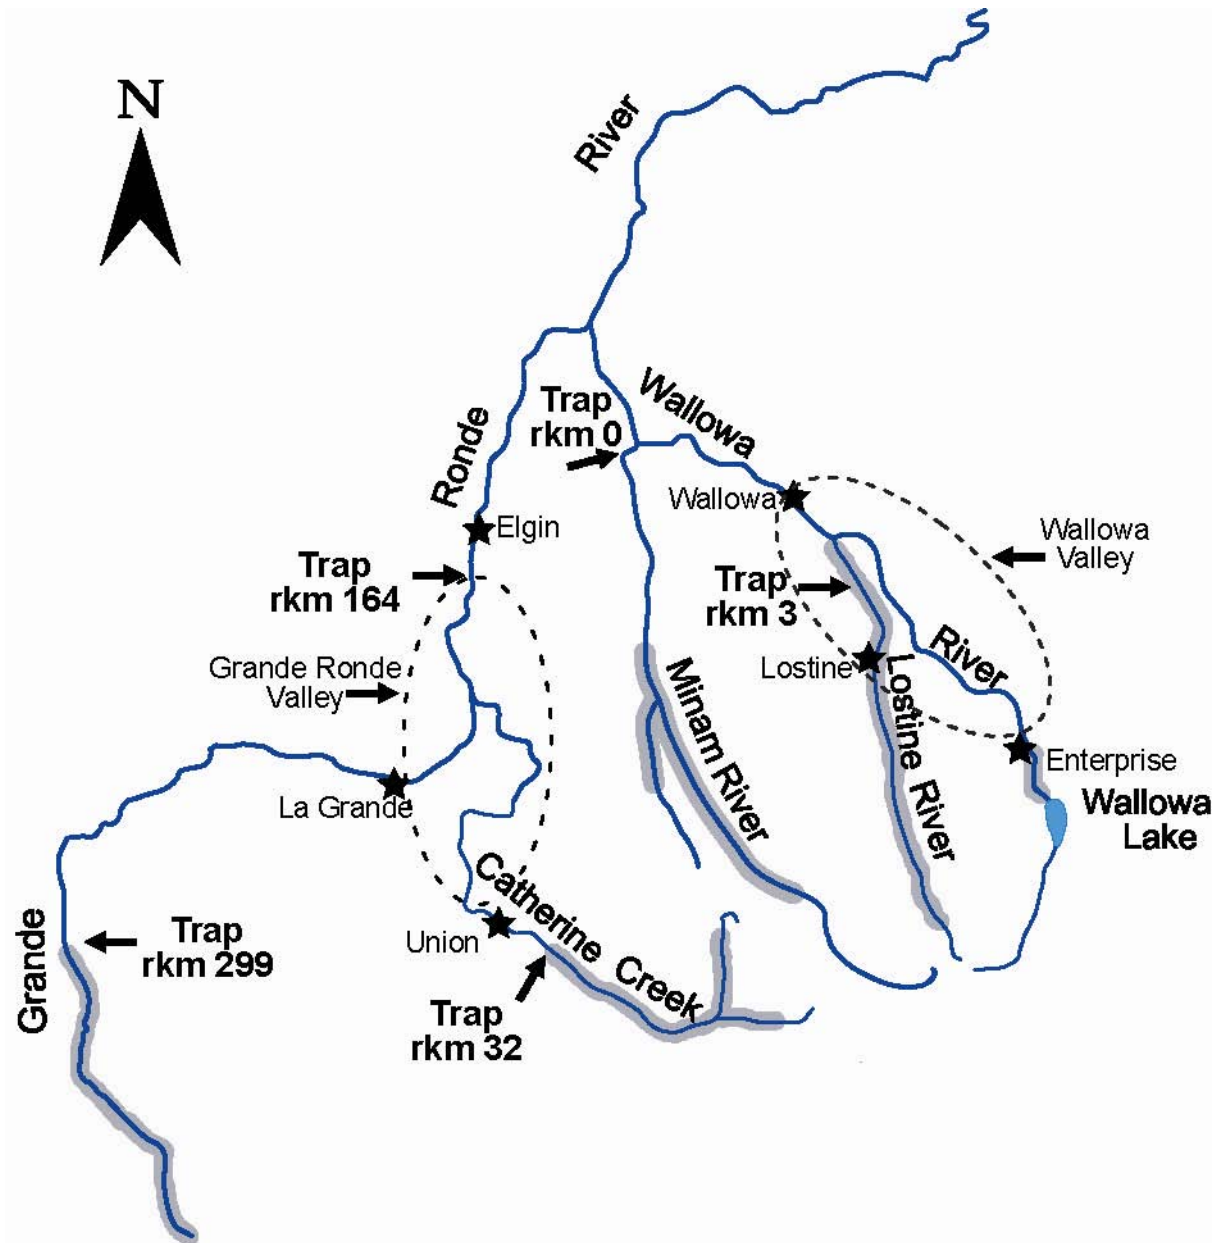 N
River
Trap
rkm 0
Wallowa
Ronde
Wallowa
Elgin
Wallowa
Valley
Trap
rkm 164
Trap
rkm 3
River
Grande Ronde
Valley
Lostine
Minam River
Lostine River
La Grande
Enterprise
Wallowa
Lake
Catherine Creek
Union
Grande
Trap
rkm 299
Trap
rkm 32